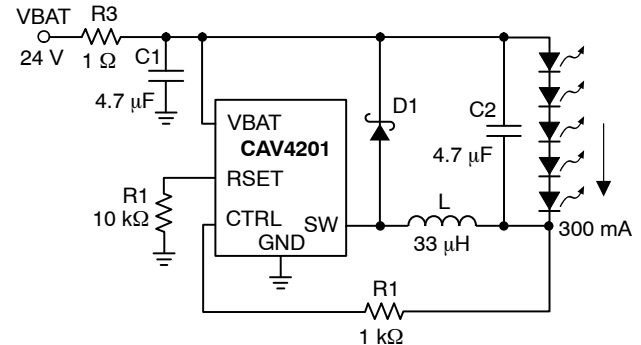 VBAT
R3
24 V
1 Ω
C1
4.7 μF
D1
C2
4.7 μF
VBAT
CAV4201
RSET
R1
10 kΩ
CTRL
SW
GND
L
33 μH
300 mA
R1
1 kΩ